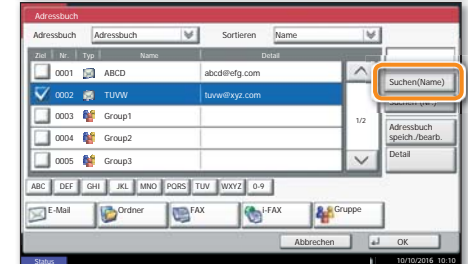 Adressbuch
Adressbuch Adressbuch Sortieren Name
Ziel Nr. Typ Name Detail
0001 ABCD abcd@efg.com
Suchen(Name)
0002 TUVW tuvw@xyz.com
Suchen (Nr.)
0003 Group1
1/2
Adressbuch
speich./bearb.
0004 Group2
Detail
0005 Group3
ABC DEF GHI JKL MNO PQRS TUV WXYZ 0-9
E-Mail Ordner FAX i-FAX Gruppe
Abbrechen OK
Status 10/10/2016 10:10